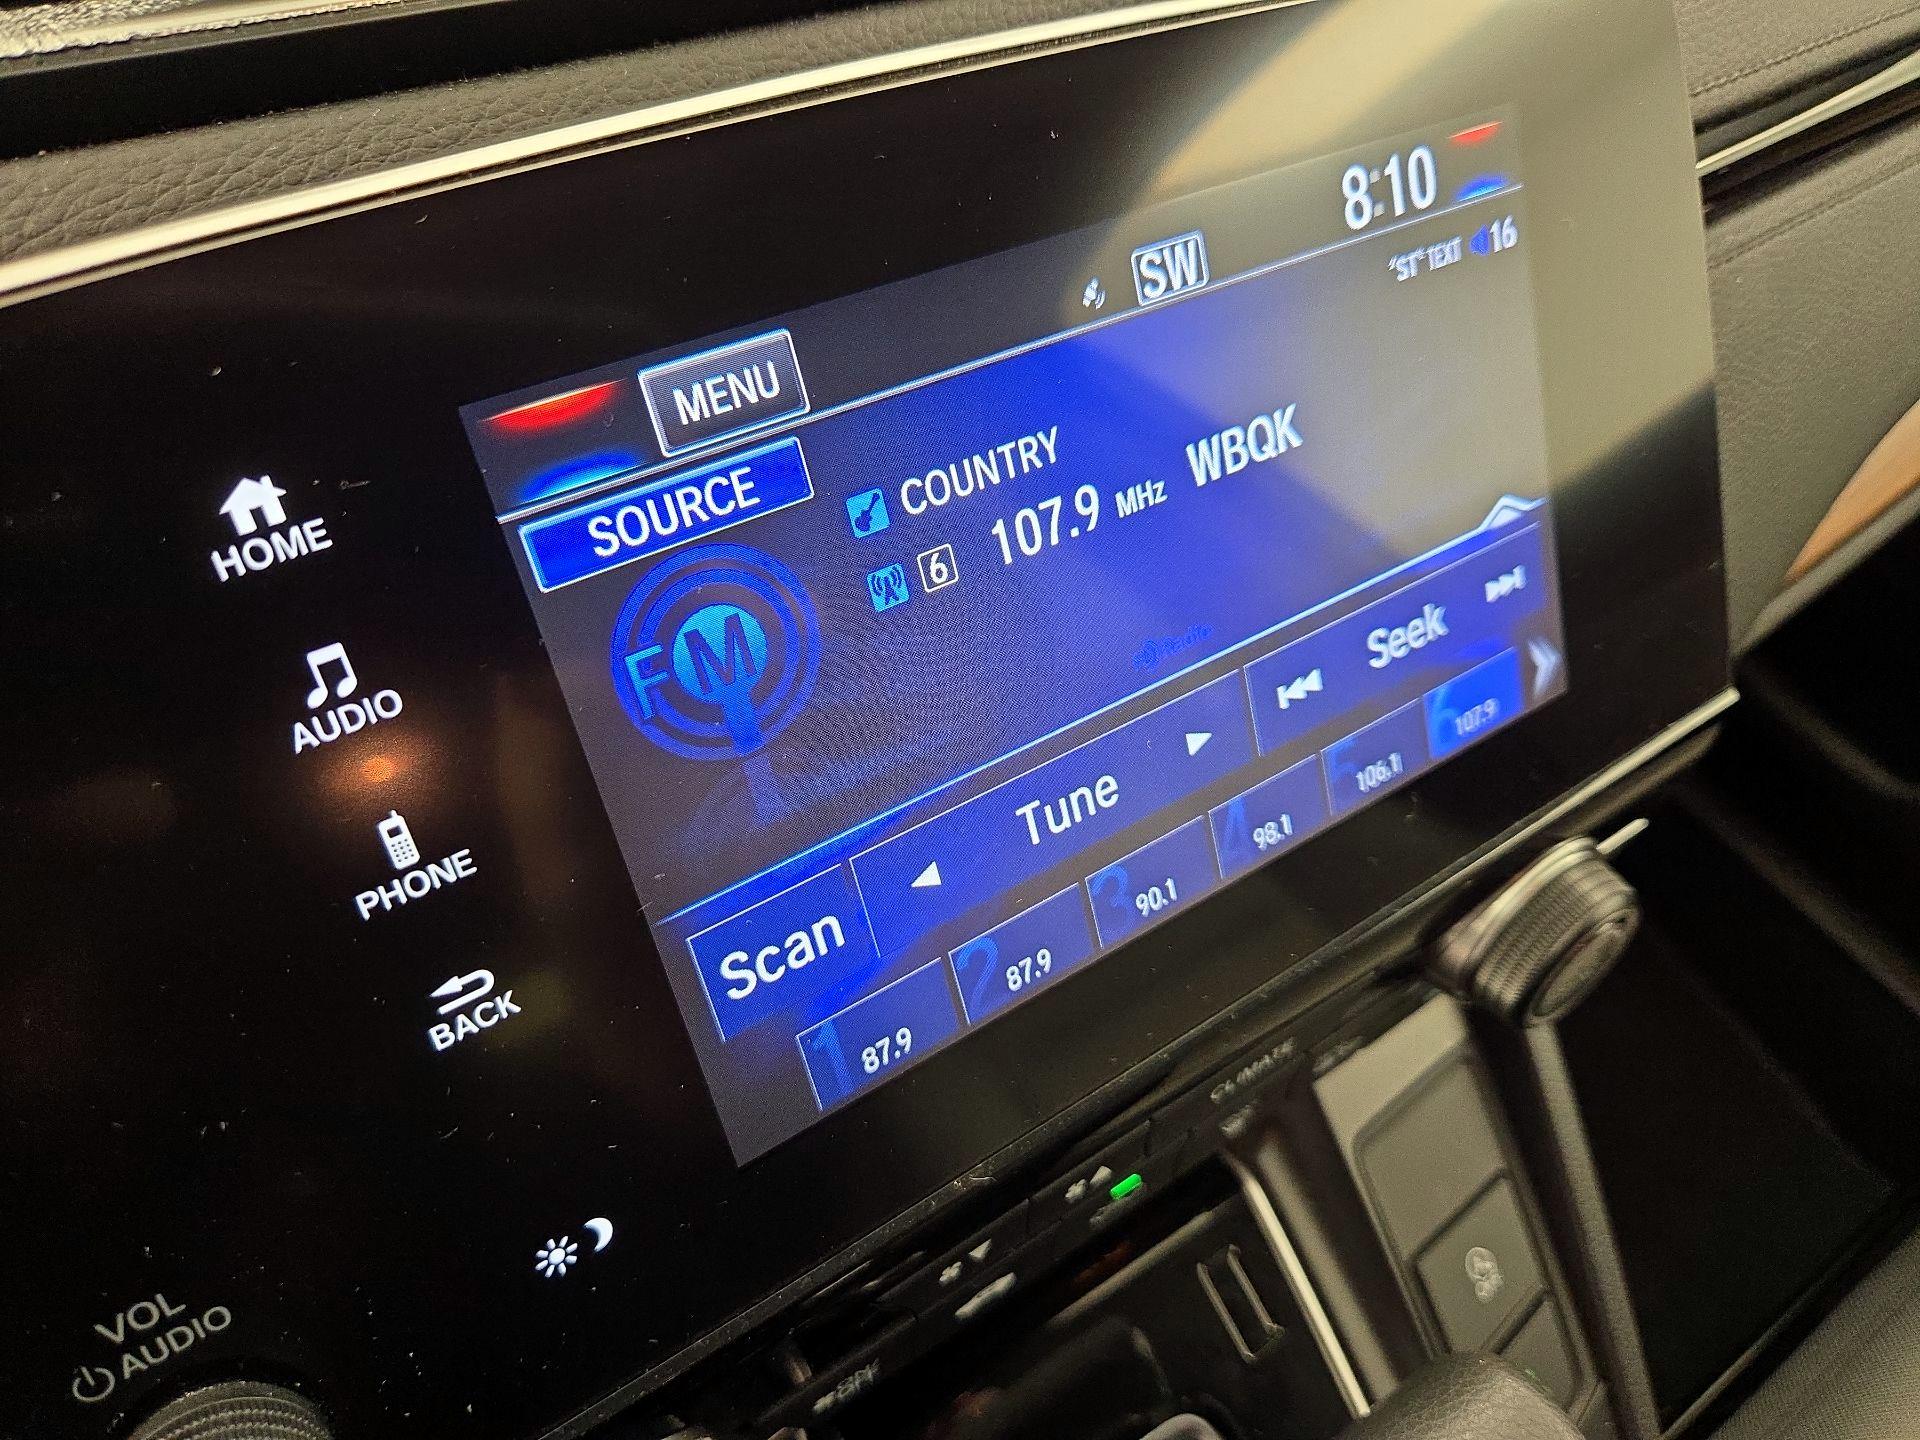 8:10
SW
"ST" TEXT 16
MENU
SOURCE
COUNTRY
6 107.9 MHz WBQK
FM
Radio
Scan
Tune
Seek
1 87.9
2 87.9
3 90.1
4 98.1
5 106.1
6 107.9
HOME
AUDIO
PHONE
BACK
VOL
AUDIO
CLIMATE